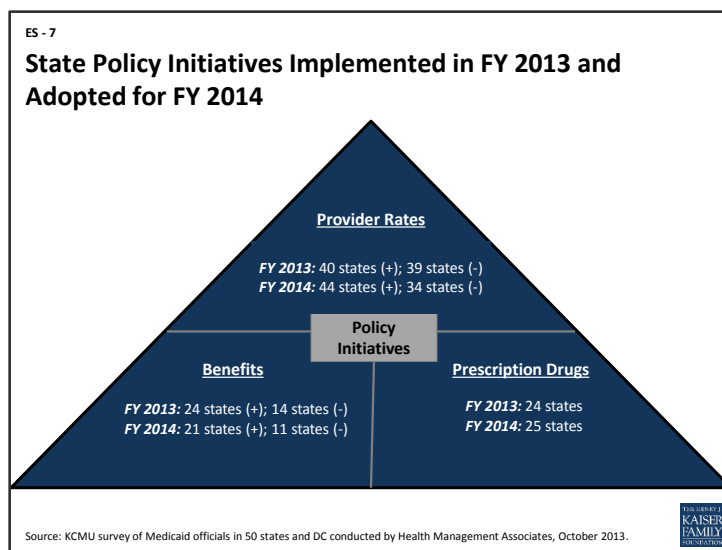 ES - 7
State Policy Initiatives Implemented in FY 2013 and
Adopted for FY 2014
Provider Rates
FY 2013: 40 states (+); 39 states (-)
FY 2014: 44 states (+); 34 states (-)
Policy
Initiatives
Benefits
FY 2013: 24 states (+); 14 states (-)
FY 2014: 21 states (+); 11 states (-)
Prescription Drugs
FY 2013: 24 states
FY 2014: 25 states
Source: KCMU survey of Medicaid officials in 50 states and DC conducted by Health Management Associates, October 2013.
THE HENRY J.
KAISER
FAMILY
FOUNDATION